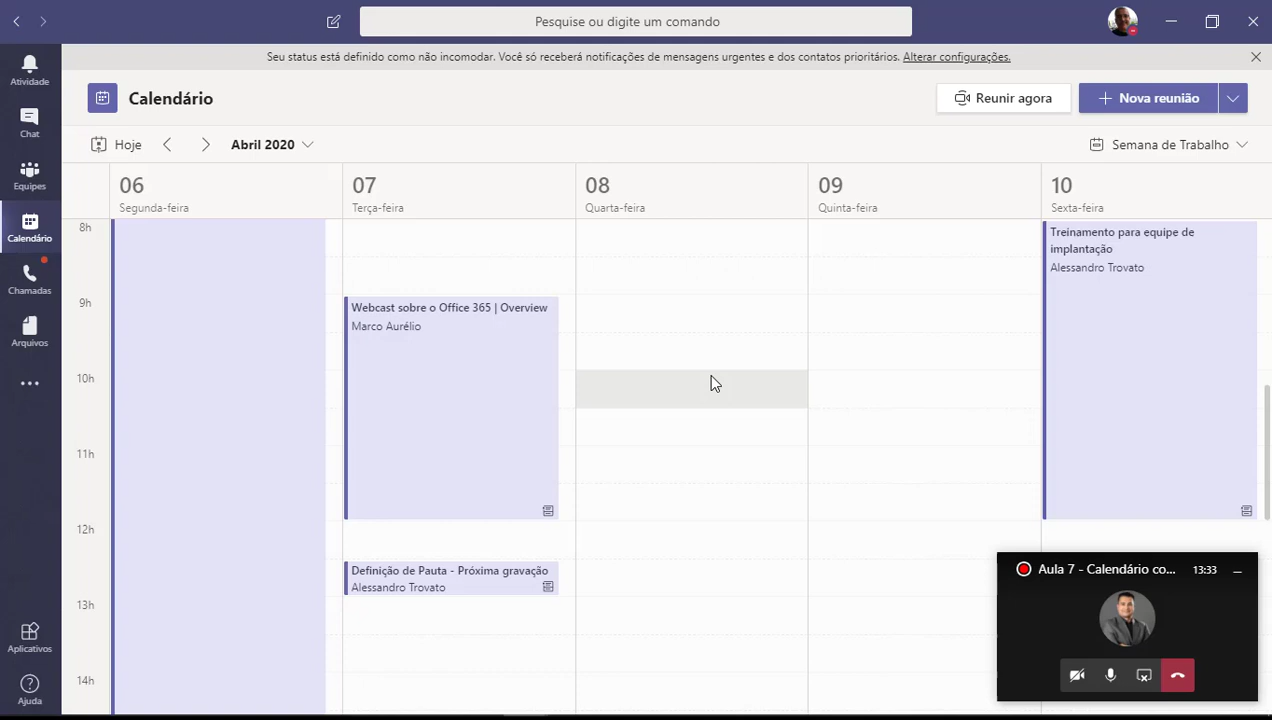 Pesquise ou digite um comando
Seu status está definido como não incomodar. Você só receberá notificações de mensagens urgentes e dos contatos prioritários. Alterar configurações.
Atividade
Chat
Equipes
Calendário
Chamadas
Arquivos
Aplicativos
Ajuda
Calendário
Reunir agora
Nova reunião
Hoje
Abril 2020
Semana de Trabalho
06
Segunda-feira
07
Terça-feira
08
Quarta-feira
09
Quinta-feira
10
Sexta-feira
8h
9h
10h
11h
12h
13h
14h
Webcast sobre o Office 365 | Overview
Marco Aurélio
Definição de Pauta - Próxima gravação
Alessandro Trovato
Treinamento para equipe de
implantação
Alessandro Trovato
Aula 7 - Calendário co... 13:33